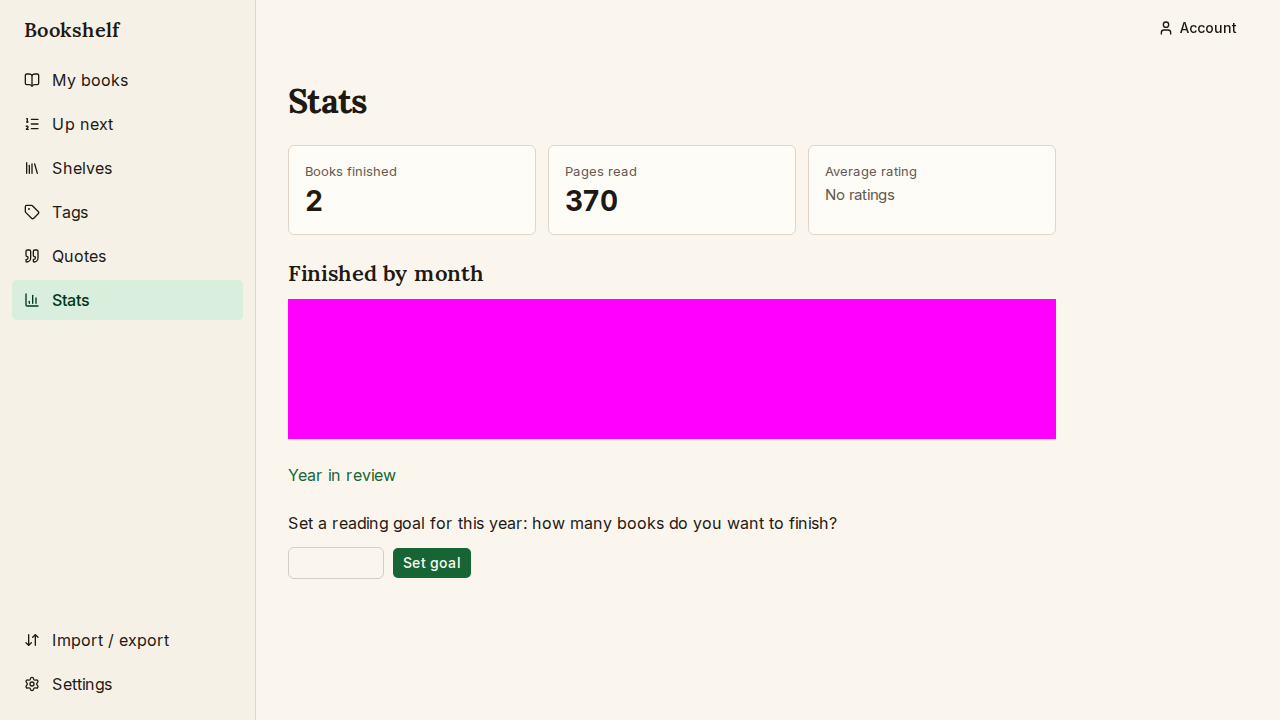 Bookshelf
Account
My books
Up next
Shelves
Tags
Quotes
Stats
Import / export
Settings
Stats
Books finished
2
Pages read
370
Average rating
No ratings
Finished by month
Year in review
Set a reading goal for this year: how many books do you want to finish?
Set goal